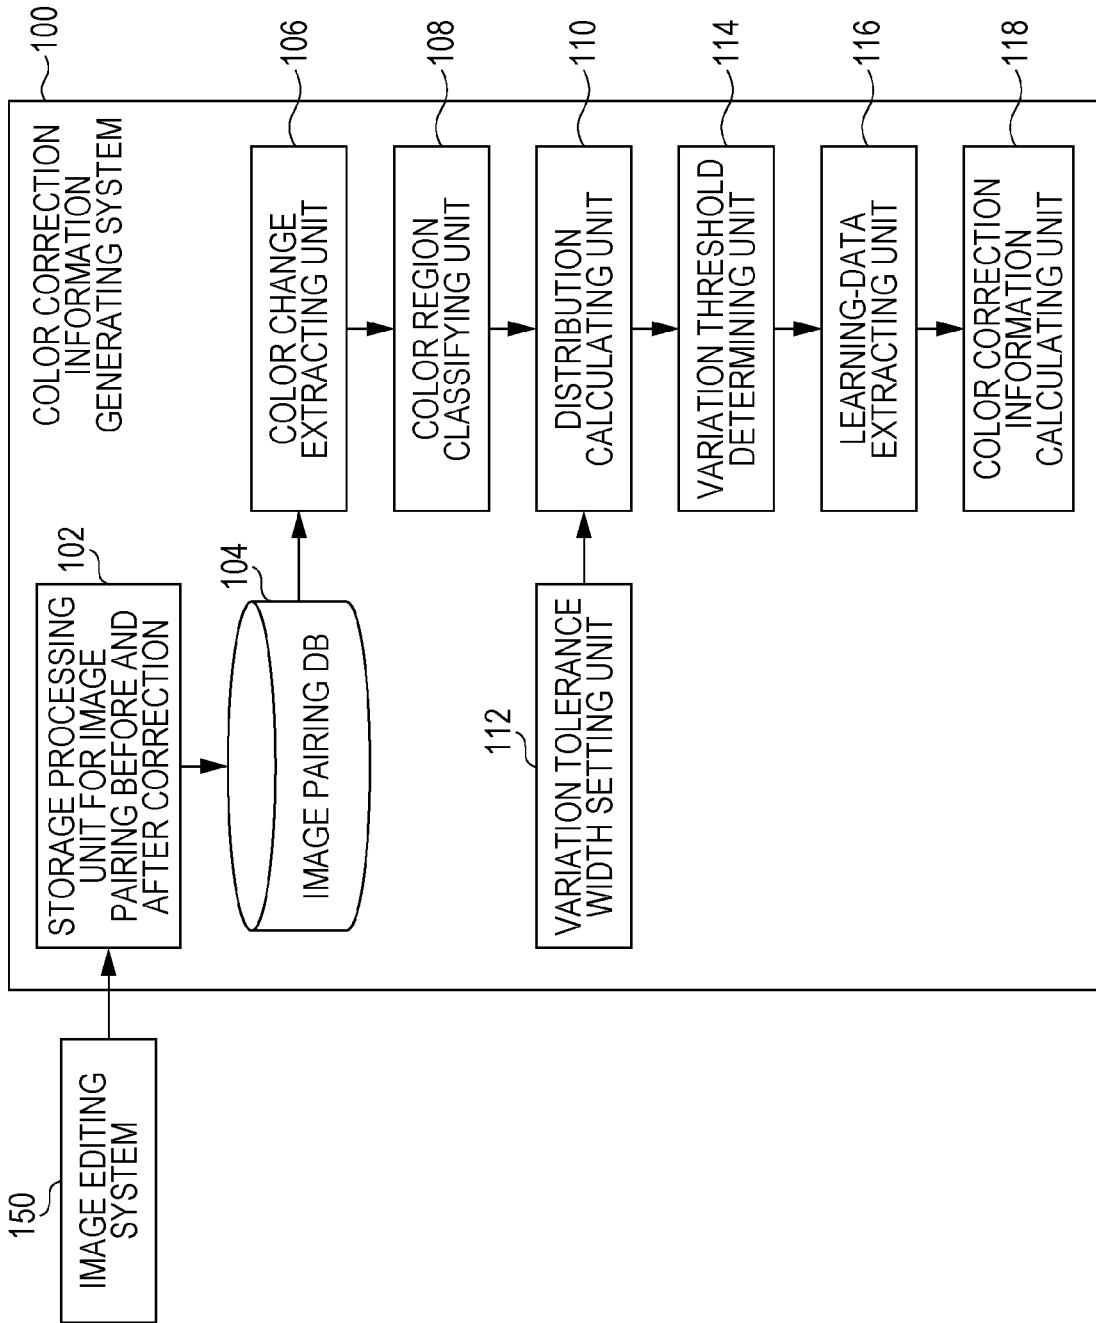 150
IMAGE EDITING
SYSTEM
COLOR CORRECTION
INFORMATION
GENERATING SYSTEM
100
102
STORAGE PROCESSING
UNIT FOR IMAGE
PAIRING BEFORE AND
AFTER CORRECTION
104
IMAGE PAIRING DB
COLOR CHANGE
EXTRACTING UNIT
106
COLOR REGION
CLASSIFYING UNIT
108
112
VARIATION TOLERANCE
WIDTH SETTING UNIT
DISTRIBUTION
CALCULATING UNIT
110
VARIATION THRESHOLD
DETERMINING UNIT
114
LEARNING-DATA
EXTRACTING UNIT
116
COLOR CORRECTION
INFORMATION
CALCULATING UNIT
118